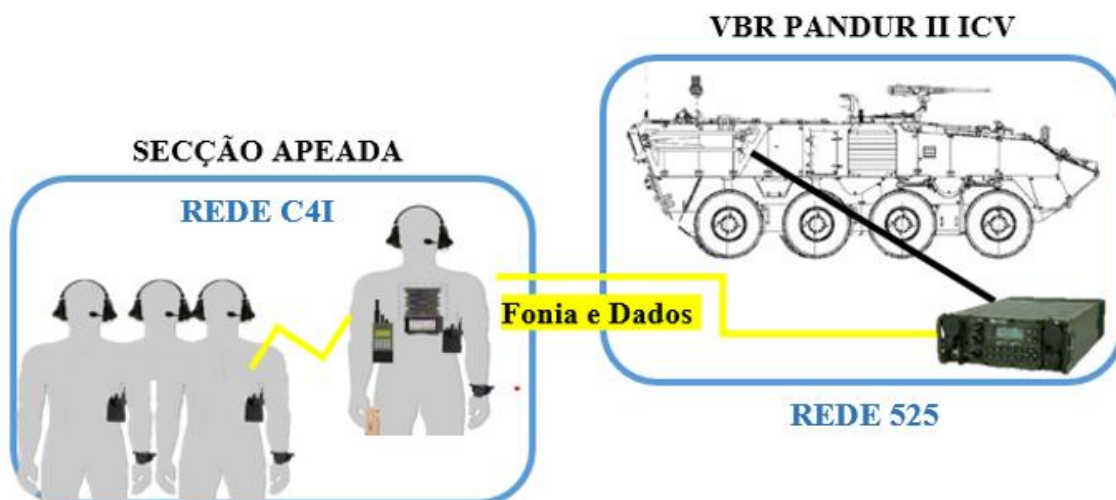 VBR PANDUR II ICV
SECÇÃO APEADA
REDE C4I
Fonia e Dados
REDE 525